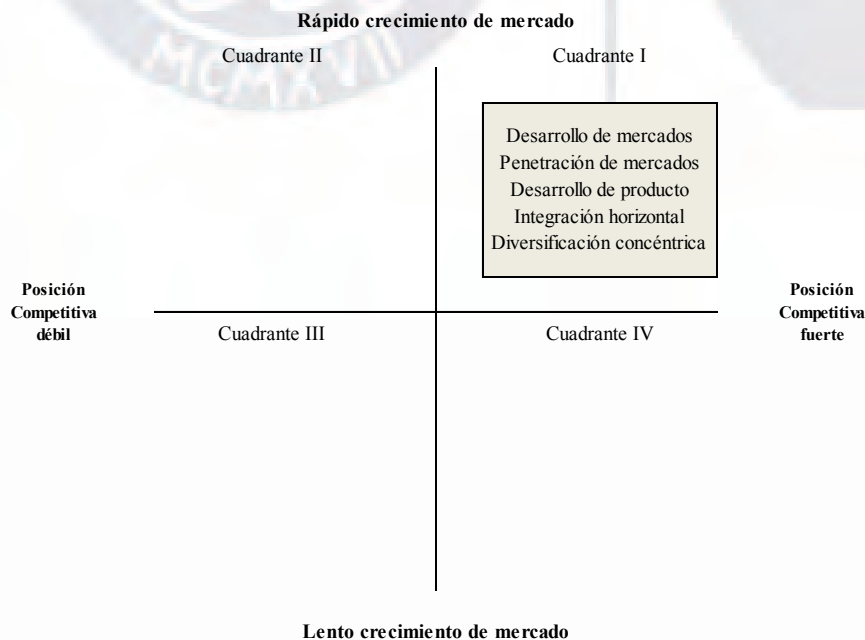 Rápido crecimiento de mercado
Cuadrante II
Cuadrante I
Desarrollo de mercados
Penetración de mercados
Desarrollo de producto
Integración horizontal
Diversificación concéntrica
Posición
Competitiva
débil
Posición
Competitiva
fuerte
Cuadrante III
Cuadrante IV
Lento crecimiento de mercado
MCMXVII